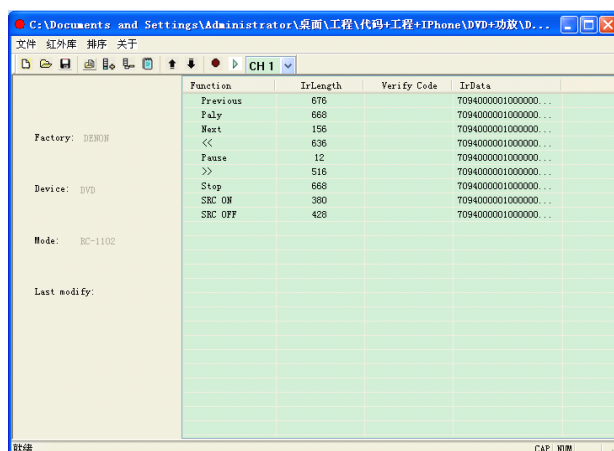 C:\Documents and Settings\Administrator\桌面\工程\代码+工程+IPhone\DVD+功放\D...
文件 红外库 排序 关于
CH 1
Function IrLength Verify Code IrData
Previous 676 7094000001000000...
Paly 668 7094000001000000...
Next 156 7094000001000000...
<< 636 7094000001000000...
Pause 12 7094000001000000...
>> 516 7094000001000000...
Stop 668 7094000001000000...
SRC ON 380 7094000001000000...
SRC OFF 428 7094000001000000...
Factory: DENON
Device: DVD
Mode: RC-1102
Last modify:
就绪 CAP NUM